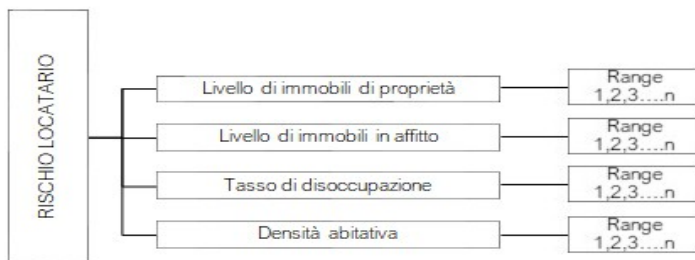 RISCHIO LOCATARIO
Livello di immobili di proprietà
Range
1,2,3....n
Livello di immobili in affitto
Range
1,2,3....n
Tasso di disoccupazione
Range
1,2,3....n
Densità abitativa
Range
1,2,3....n